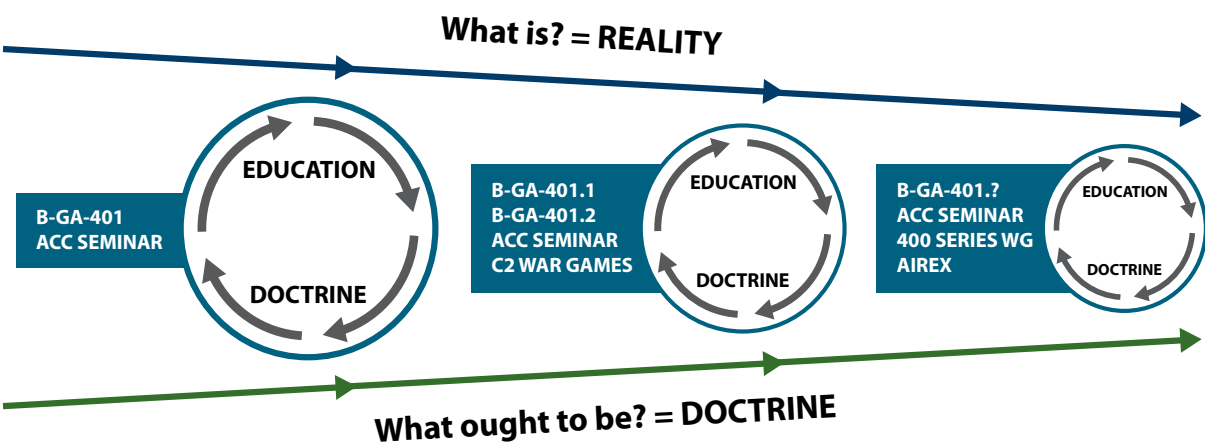 What is? = REALITY
B-GA-401
ACC SEMINAR
EDUCATION
DOCTRINE
B-GA-401.1
B-GA-401.2
ACC SEMINAR
C2 WAR GAMES
EDUCATION
DOCTRINE
B-GA-401.?
ACC SEMINAR
400 SERIES WG
AIREX
EDUCATION
DOCTRINE
What ought to be? = DOCTRINE